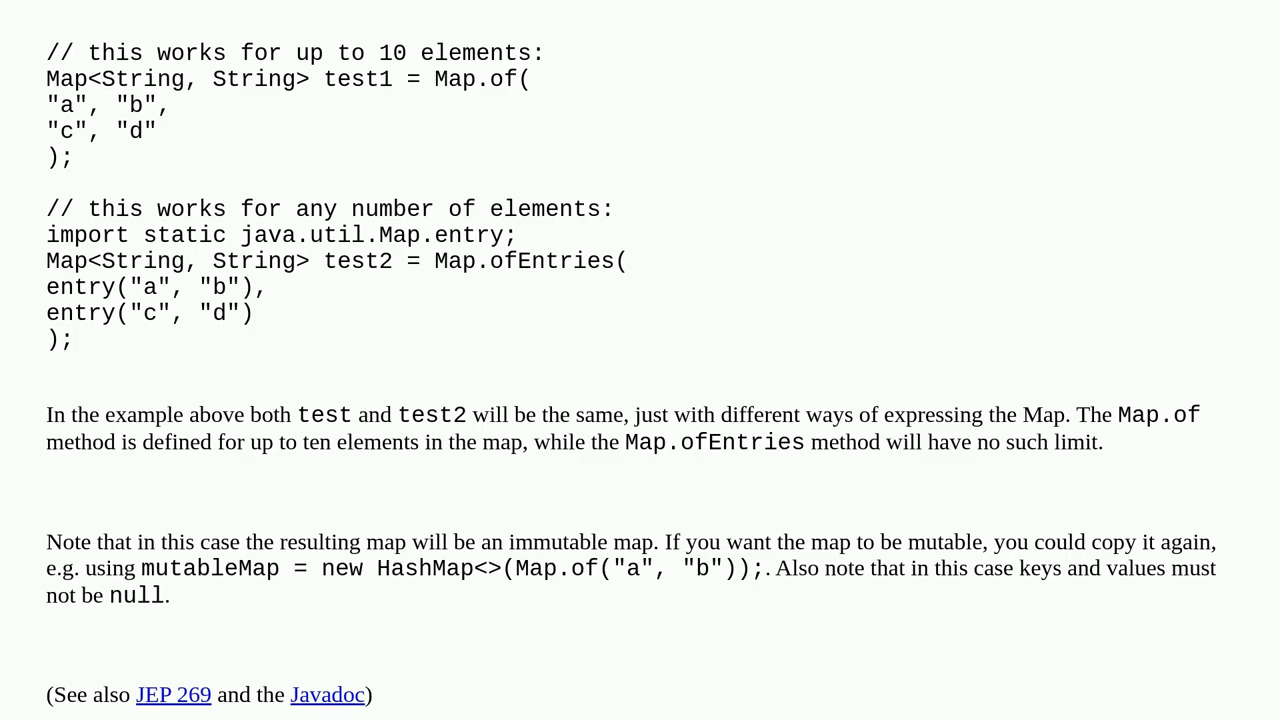 // this works for up to 10 elements:
Map<String, String> test1 = Map.of(
"a", "b",
"c", "d"
);
// this works for any number of elements:
import static java.util.Map.entry;
Map<String, String> test2 = Map.ofEntries(
entry("a", "b"),
entry("c", "d")
);
In the example above both test and test2 will be the same, just with different ways of expressing the Map. The Map.of
method is defined for up to ten elements in the map, while the Map.ofEntries method will have no such limit.
Note that in this case the resulting map will be an immutable map. If you want the map to be mutable, you could copy it again,
e.g. using mutableMap = new HashMap<>(Map.of("a", "b"));. Also note that in this case keys and values must
not be null.
(See also JEP 269 and the Javadoc)